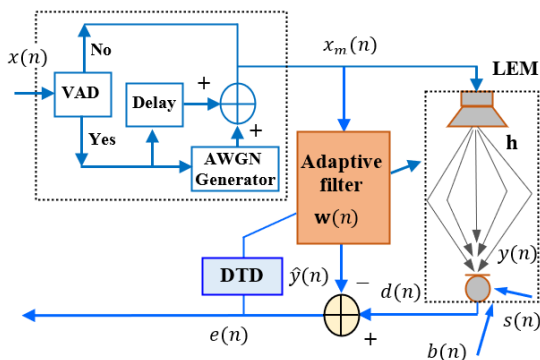 x(n)
No
VAD
Yes
Delay
+
+
AWGN
Generator
x_m(n)
LEM
h
Adaptive
filter
w(n)
DTD
ŷ(n)
−
d(n)
+
e(n)
y(n)
s(n)
b(n)